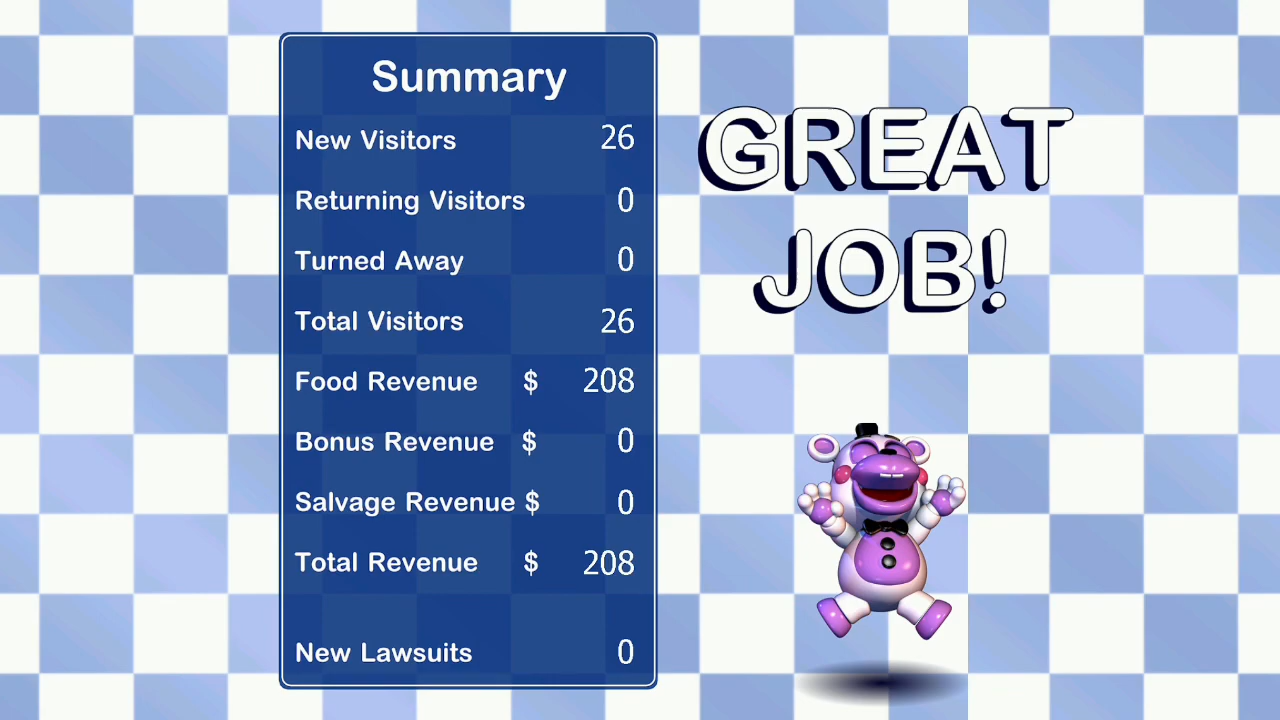 Summary
New Visitors 26
Returning Visitors 0
Turned Away 0
Total Visitors 26
Food Revenue $ 208
Bonus Revenue $ 0
Salvage Revenue $ 0
Total Revenue $ 208
New Lawsuits 0
GREAT
JOB!